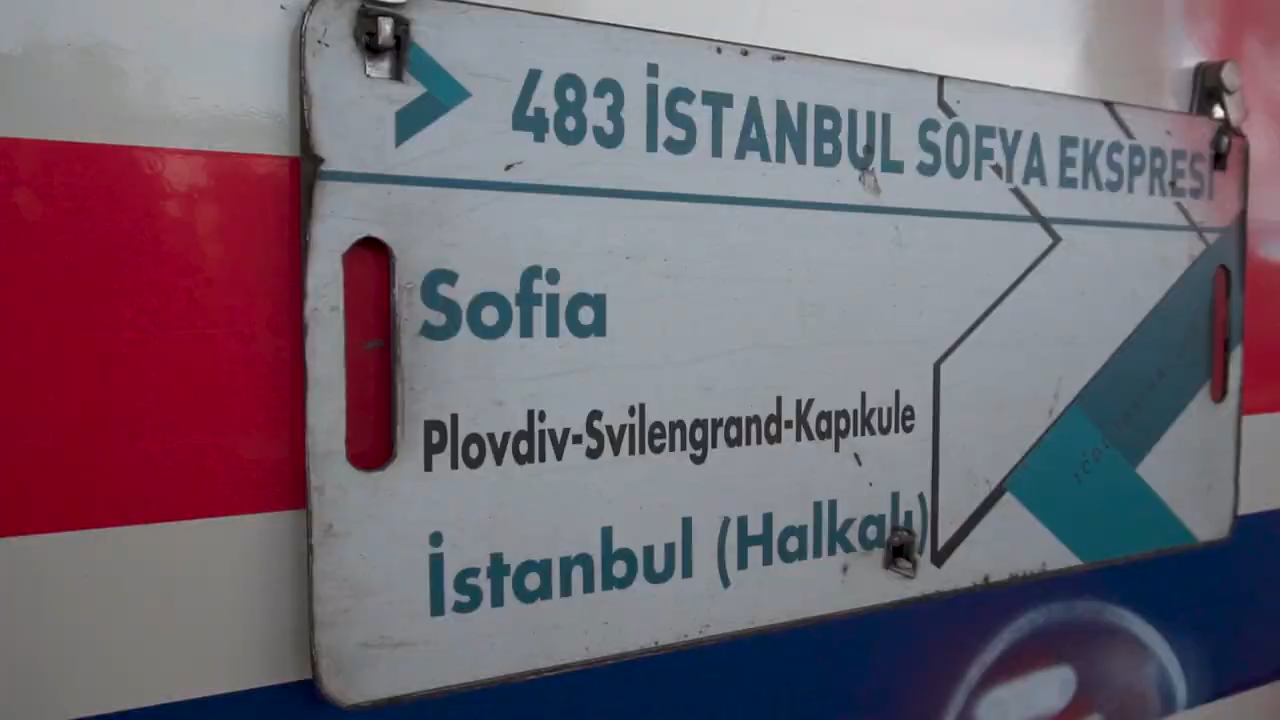 483 İSTANBUL SOFYA EKSPRESİ
Sofia
Plovdiv-Svilengrand-Kapıkule
İstanbul (Halkalı)